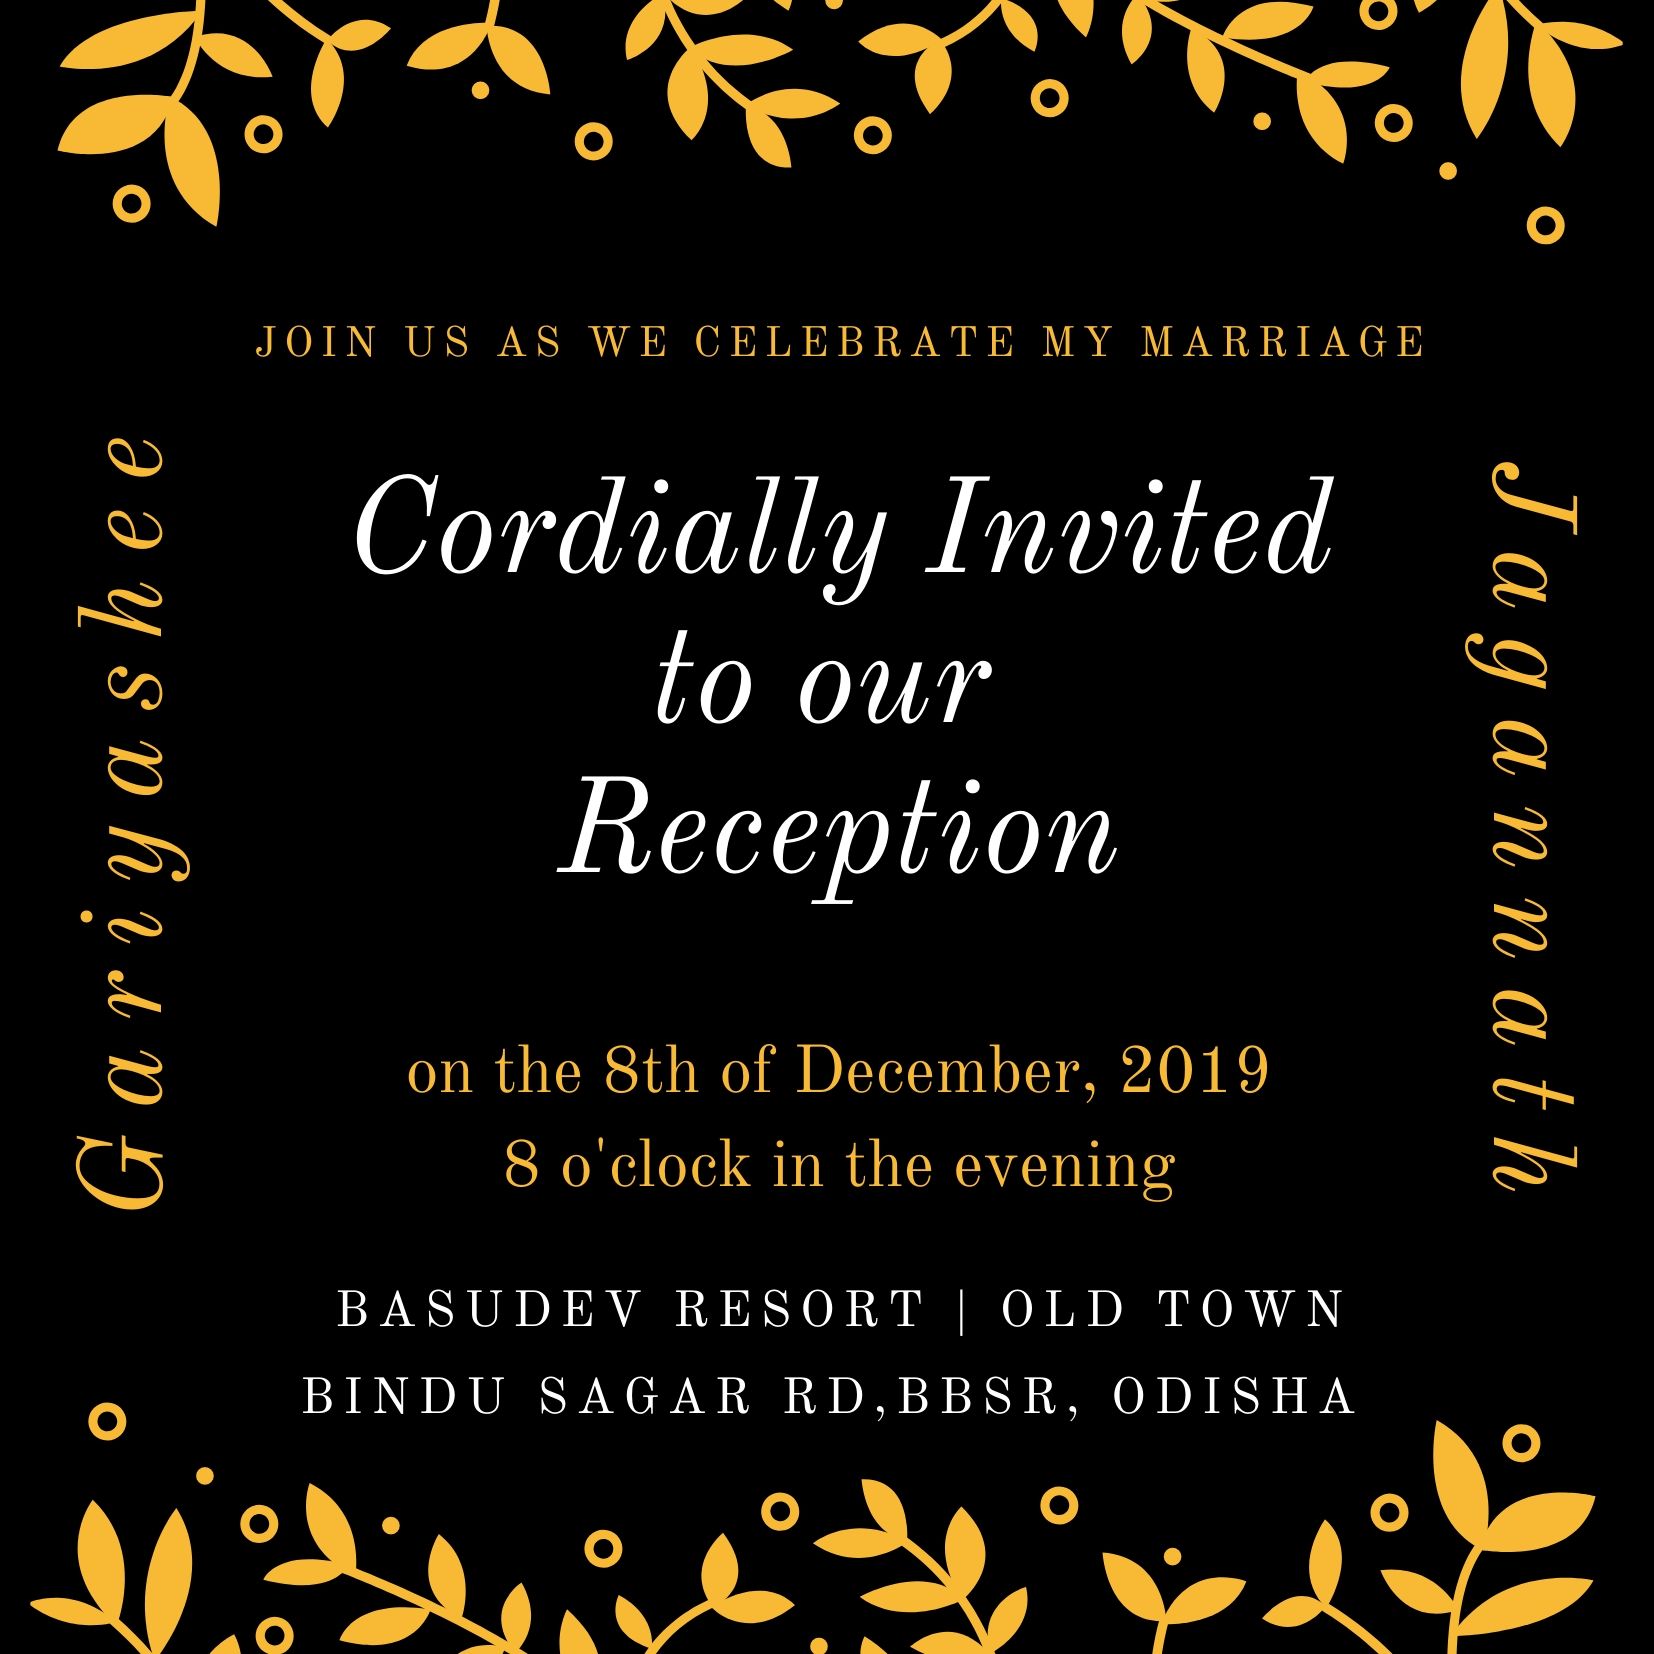 JOIN US AS WE CELEBRATE MY MARRIAGE
Gariyashee
Cordially Invited
to our
Reception
Jagannath
on the 8th of December, 2019
8 o'clock in the evening
BASUDEV RESORT | OLD TOWN
BINDU SAGAR RD,BBSR, ODISHA